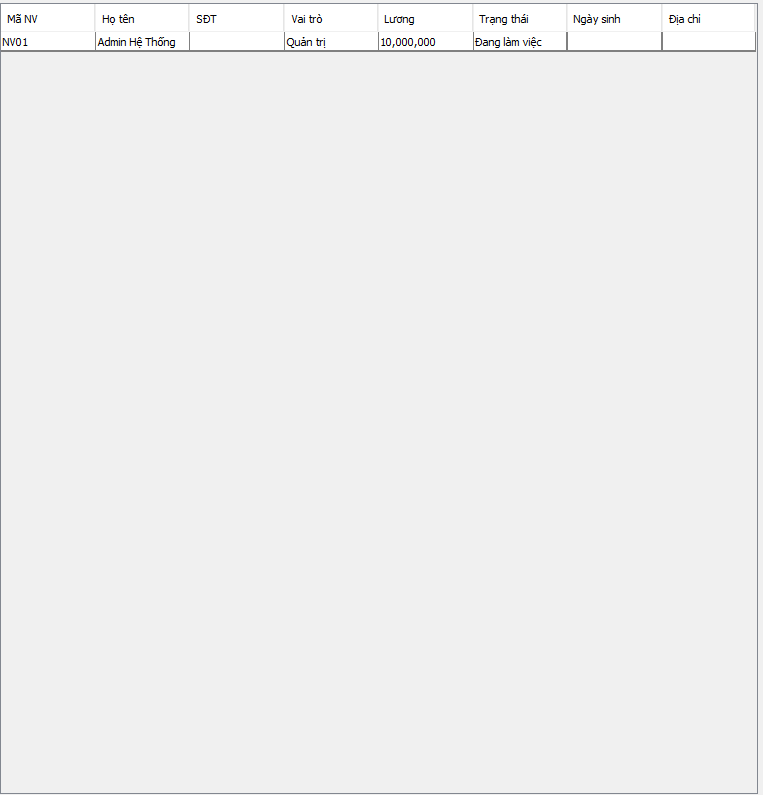 Mã NV Họ tên SĐT Vai trò Lương Trạng thái Ngày sinh Địa chỉ
NV01 Admin Hệ Thống Quản trị 10,000,000 Đang làm việc